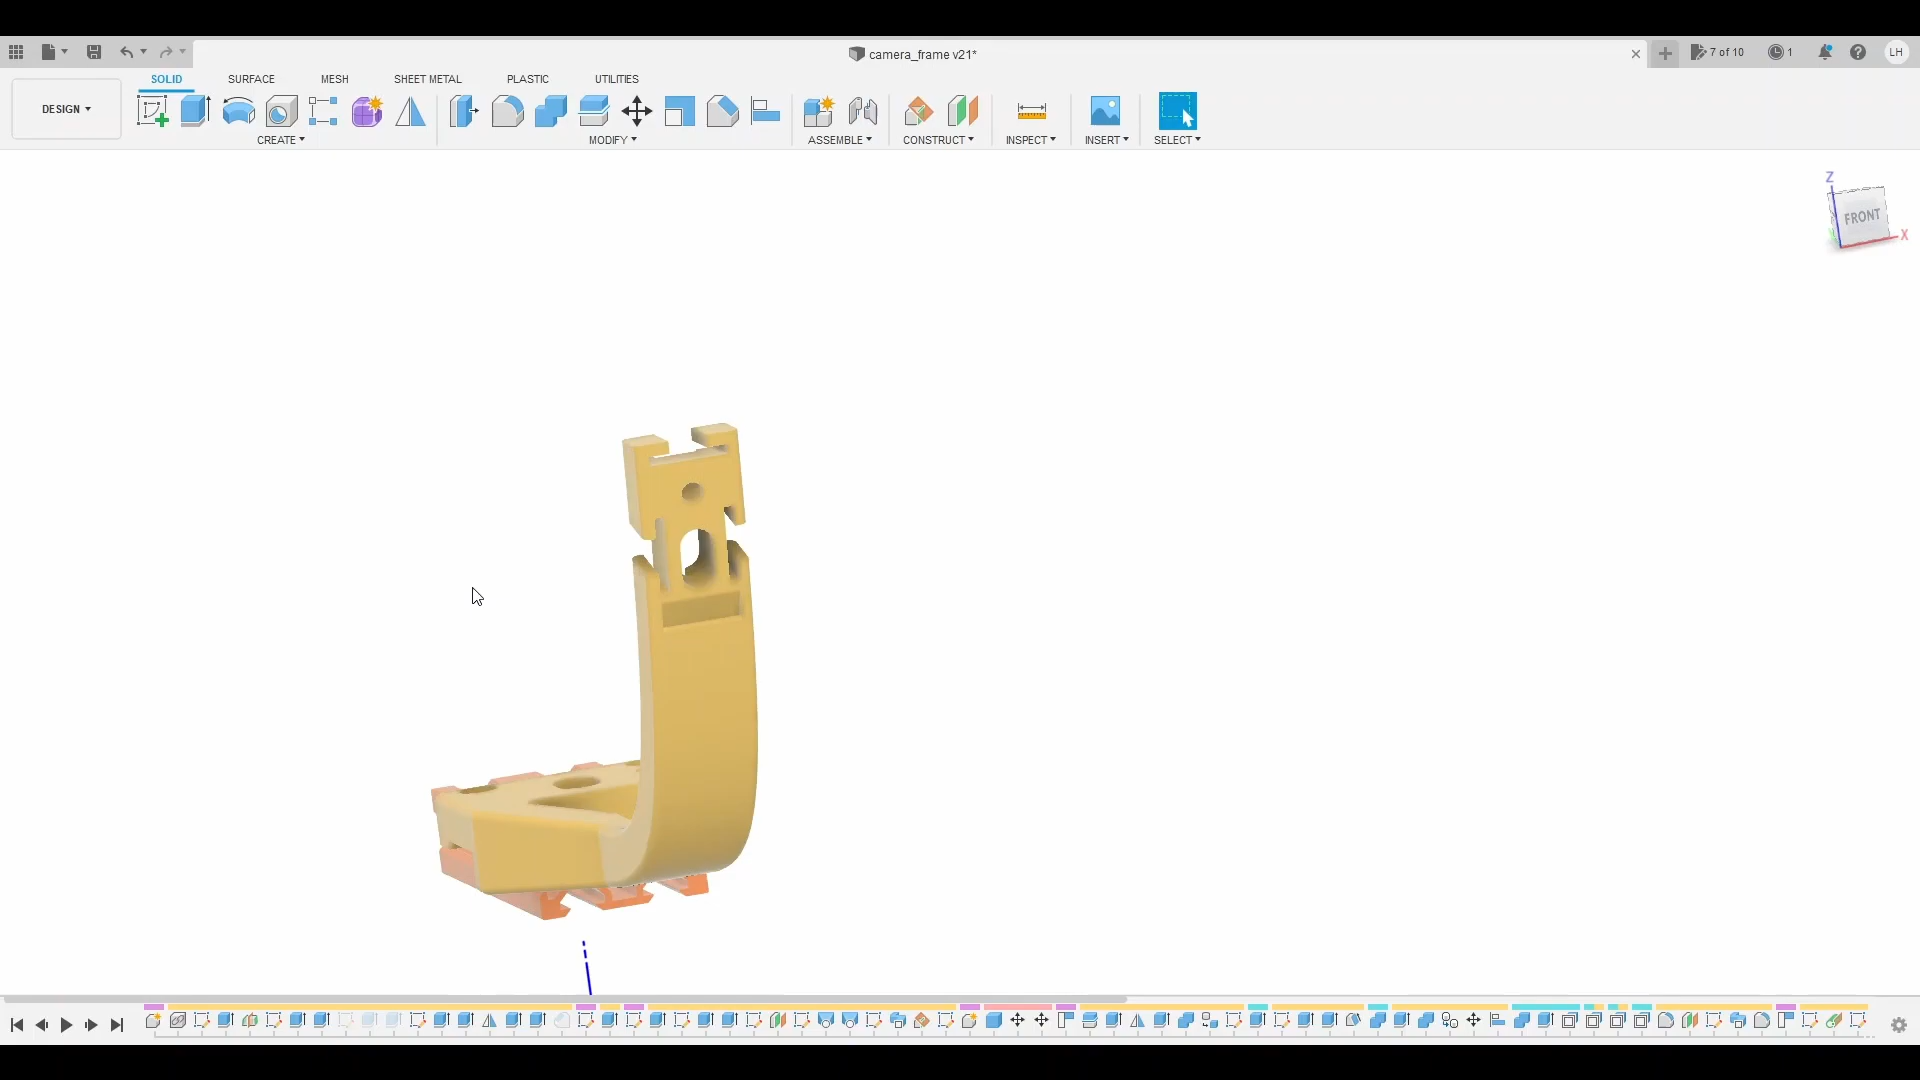 camera_frame v21*
7 of 10
1
LH
DESIGN
SOLID
SURFACE
MESH
SHEET METAL
PLASTIC
UTILITIES
CREATE
MODIFY
ASSEMBLE
CONSTRUCT
INSPECT
INSERT
SELECT
Z
FRONT
X